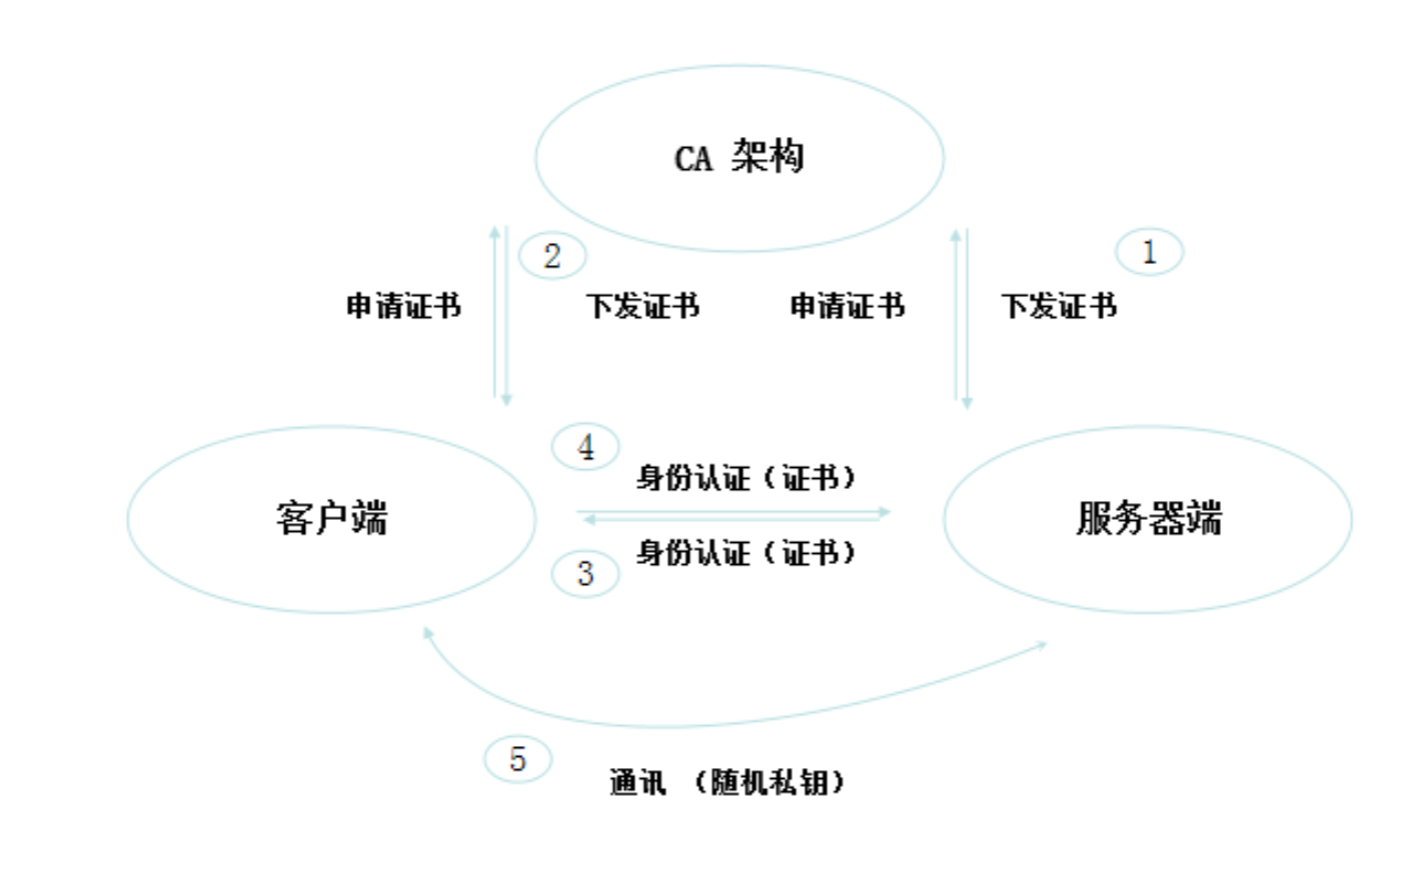 CA 架构
②
①
申请证书
下发证书
申请证书
下发证书
④
身份认证（证书）
客户端
服务器端
身份认证（证书）
③
⑤
通讯 （随机私钥）